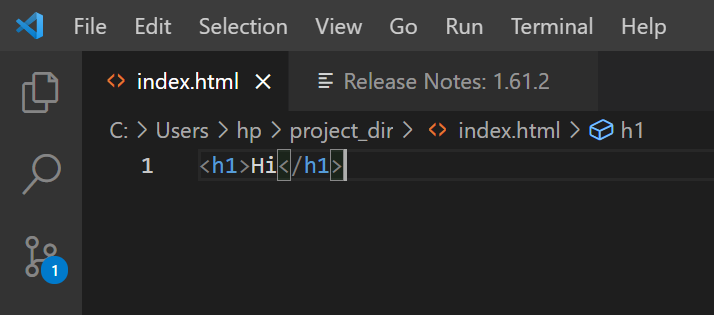 File Edit Selection View Go Run Terminal Help
index.html Release Notes: 1.61.2
C: > Users > hp > project_dir > index.html > h1
1 <h1>Hi</h1>
1